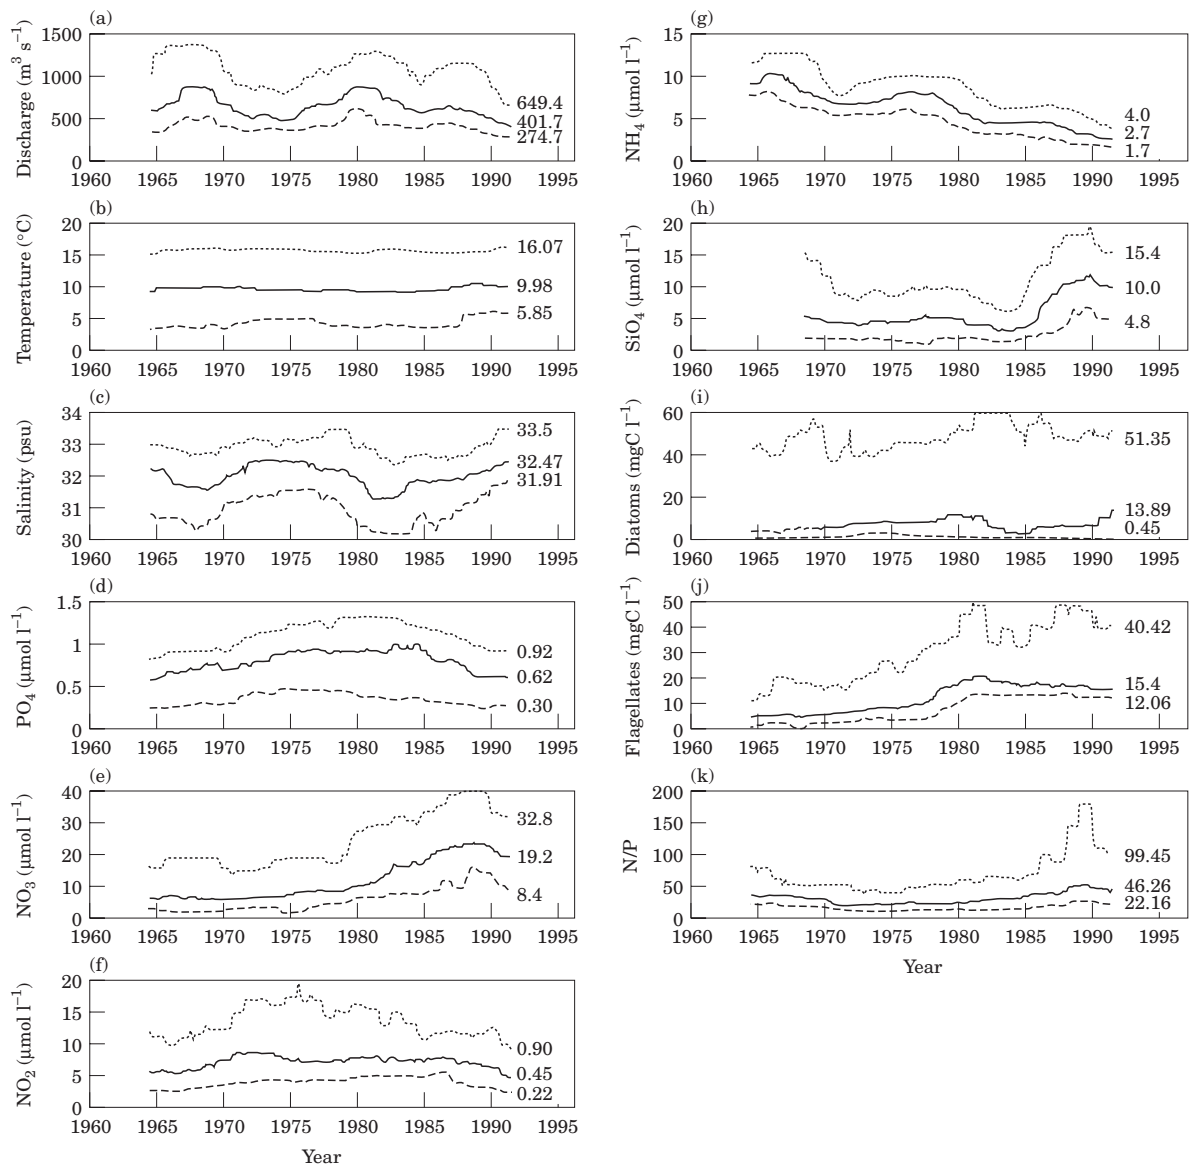 (a)
Discharge (m³ s⁻¹)
1500
1000
500
0
649.4
401.7
274.7
1960 1965 1970 1975 1980 1985 1990 1995
(b)
Temperature (°C)
20
15
10
5
0
16.07
9.98
5.85
1960 1965 1970 1975 1980 1985 1990 1995
(c)
Salinity (psu)
34
33
32
31
30
33.5
32.47
31.91
1960 1965 1970 1975 1980 1985 1990 1995
(d)
PO₄ (μmol l⁻¹)
1.5
1
0.5
0
0.92
0.62
0.30
1960 1965 1970 1975 1980 1985 1990 1995
(e)
NO₃ (μmol l⁻¹)
40
30
20
10
0
32.8
19.2
8.4
1960 1965 1970 1975 1980 1985 1990 1995
(f)
NO₂ (μmol l⁻¹)
20
15
10
5
0
0.90
0.45
0.22
1960 1965 1970 1975 1980 1985 1990 1995
Year
(g)
NH₄ (μmol l⁻¹)
15
10
5
0
4.0
2.7
1.7
1960 1965 1970 1975 1980 1985 1990 1995
(h)
SiO₄ (μmol l⁻¹)
20
15
10
5
0
15.4
10.0
4.8
1960 1965 1970 1975 1980 1985 1990 1995
(i)
Diatoms (mgC l⁻¹)
60
40
20
0
51.35
13.89
0.45
1960 1965 1970 1975 1980 1985 1990 1995
(j)
Flagellates (mgC l⁻¹)
50
40
30
20
10
0
40.42
15.4
12.06
1960 1965 1970 1975 1980 1985 1990 1995
(k)
N/P
200
150
100
50
0
99.45
46.26
22.16
1960 1965 1970 1975 1980 1985 1990 1995
Year